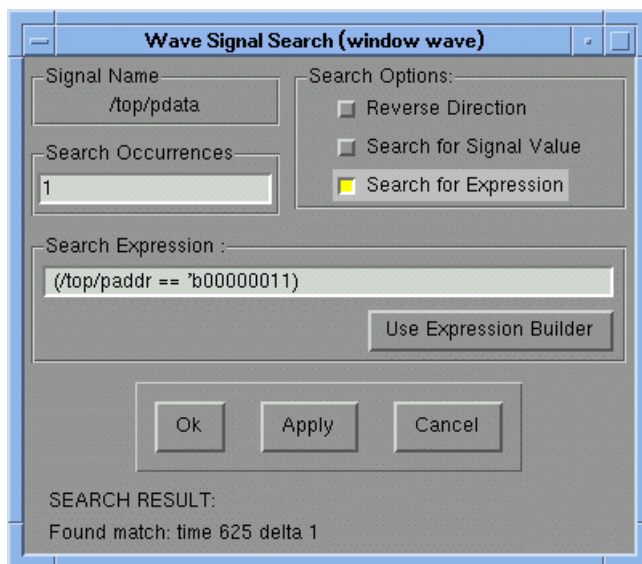 Wave Signal Search (window wave)
Signal Name
/top/pdata
Search Options:
Reverse Direction
Search for Signal Value
Search for Expression
Search Occurrences
1
Search Expression :
(/top/paddr == 'b00000011)
Use Expression Builder
Ok Apply Cancel
SEARCH RESULT:
Found match: time 625 delta 1